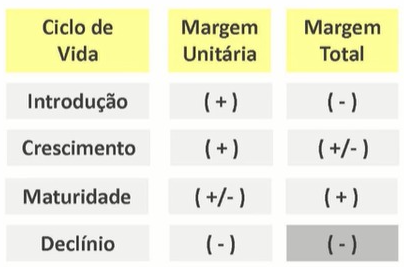 Ciclo de Vida Margem Unitária Margem Total
Introdução ( + ) ( - )
Crescimento ( + ) ( +/- )
Maturidade ( +/- ) ( + )
Declínio ( - ) ( - )